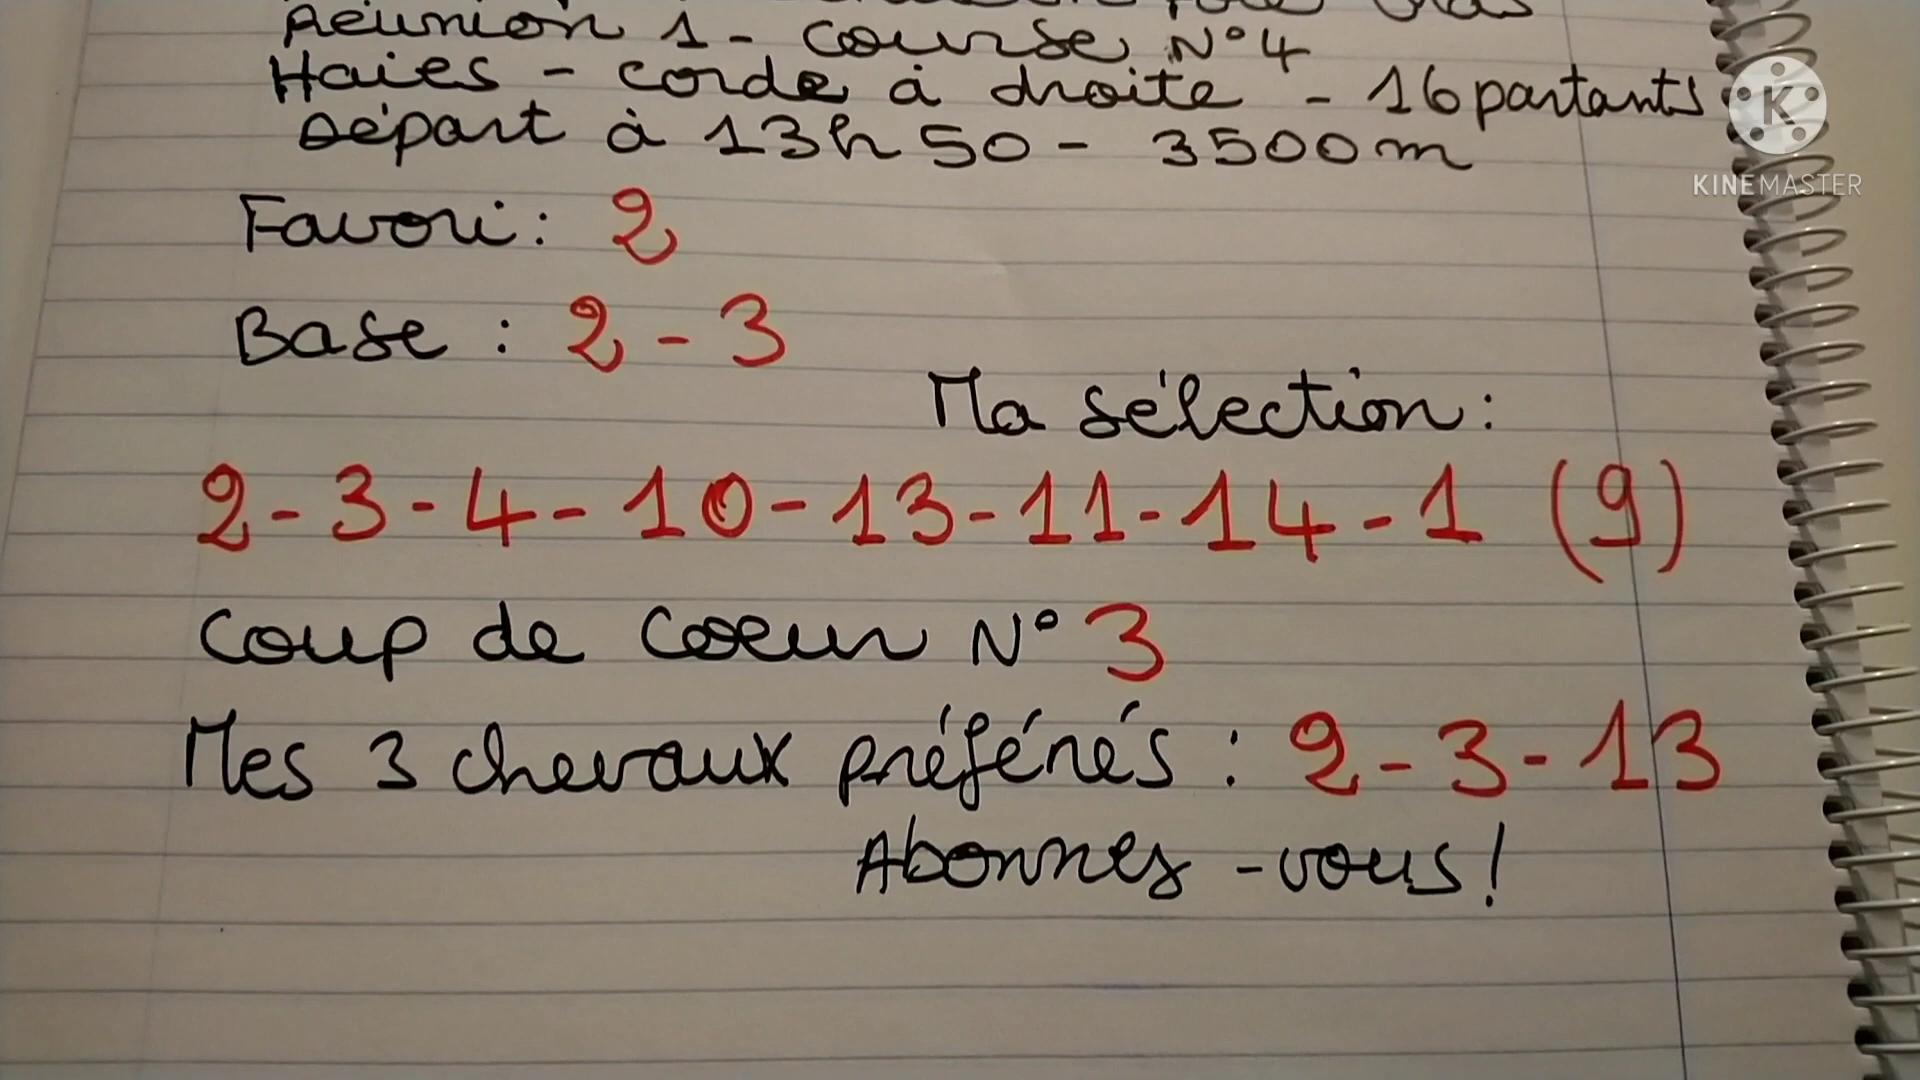 Réunion 1 - course N°4
Haies - corde à droite - 16 partants
Départ à 13h50 - 3500m
Favori : 2
Base : 2 - 3
Ma sélection :
2 - 3 - 4 - 10 - 13 - 11 - 14 - 1 (9)
Coup de coeur N° 3
Mes 3 chevaux préférés : 2 - 3 - 13
Abonnez-vous !
K
KINEMASTER